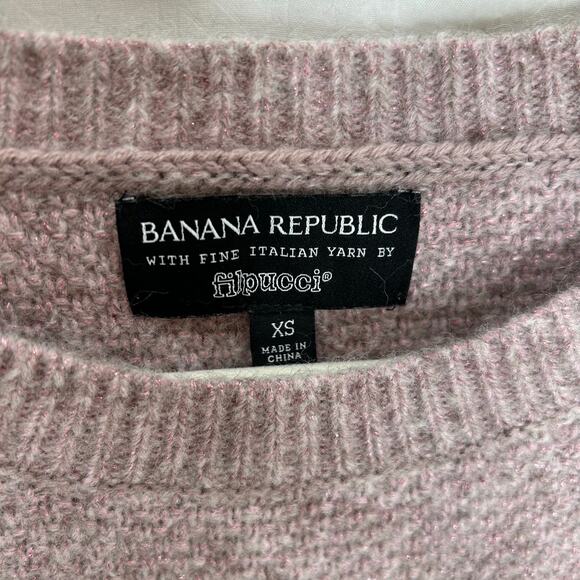 BANANA REPUBLIC
WITH FINE ITALIAN YARN BY
filpucci®
XS
MADE IN
CHINA